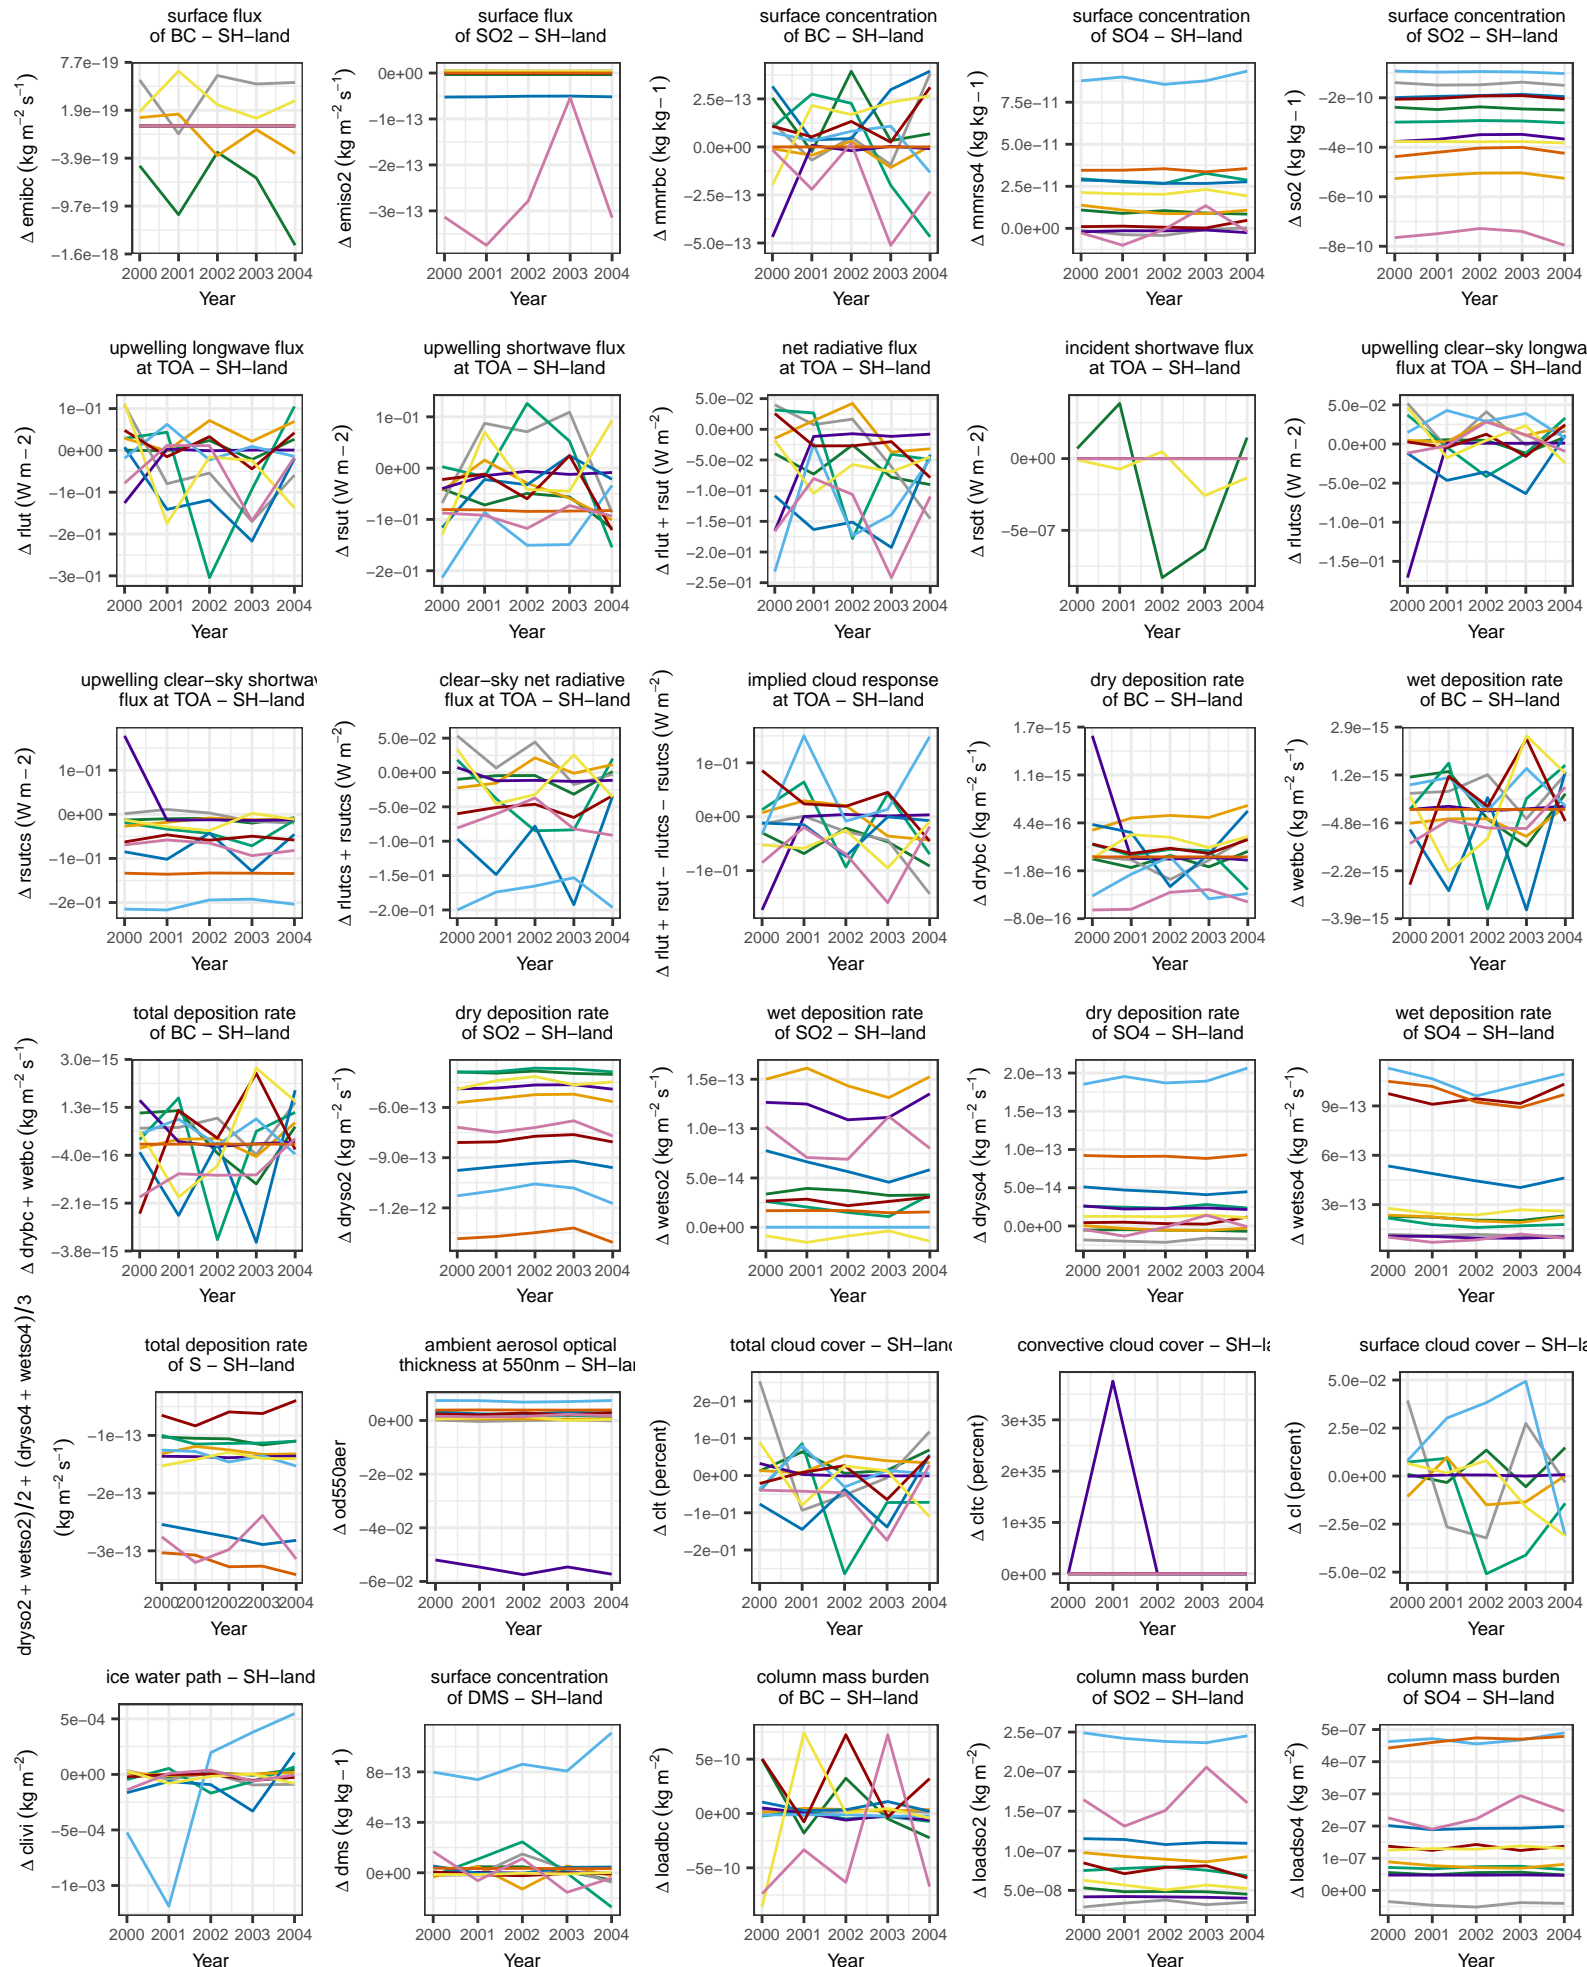 surface flux
of BC − SH−land
Δ emibc (kg m−2 s−1)
7.7e−19
1.9e−19
−3.9e−19
−9.7e−19
−1.6e−18
2000 2001 2002 2003 2004
Year
surface flux
of SO2 − SH−land
Δ emiso2 (kg m−2 s−1)
0e+00
−1e−13
−2e−13
−3e−13
2000 2001 2002 2003 2004
Year
surface concentration
of BC − SH−land
Δ mmrbc (kg kg − 1)
2.5e−13
0.0e+00
−2.5e−13
−5.0e−13
2000 2001 2002 2003 2004
Year
surface concentration
of SO4 − SH−land
Δ mmrso4 (kg kg − 1)
7.5e−11
5.0e−11
2.5e−11
0.0e+00
2000 2001 2002 2003 2004
Year
surface concentration
of SO2 − SH−land
Δ so2 (kg kg − 1)
−2e−10
−4e−10
−6e−10
−8e−10
2000 2001 2002 2003 2004
Year
upwelling longwave flux
at TOA − SH−land
Δ rlut (W m − 2)
1e−01
0e+00
−1e−01
−2e−01
−3e−01
2000 2001 2002 2003 2004
Year
upwelling shortwave flux
at TOA − SH−land
Δ rsut (W m − 2)
1e−01
0e+00
−1e−01
−2e−01
2000 2001 2002 2003 2004
Year
net radiative flux
at TOA − SH−land
Δ rlut + rsut (W m−2)
5.0e−02
0.0e+00
−5.0e−02
−1.0e−01
−1.5e−01
−2.0e−01
−2.5e−01
2000 2001 2002 2003 2004
Year
incident shortwave flux
at TOA − SH−land
Δ rsdt (W m − 2)
0e+00
−5e−07
2000 2001 2002 2003 2004
Year
upwelling clear−sky longwa
flux at TOA − SH−land
Δ rlutcs (W m − 2)
5.0e−02
0.0e+00
−5.0e−02
−1.0e−01
−1.5e−01
2000 2001 2002 2003 2004
Year
upwelling clear−sky shortwav
flux at TOA − SH−land
Δ rsutcs (W m − 2)
1e−01
0e+00
−1e−01
−2e−01
2000 2001 2002 2003 2004
Year
clear−sky net radiative
flux at TOA − SH−land
Δ rlutcs + rsutcs (W m−2)
5.0e−02
0.0e+00
−5.0e−02
−1.0e−01
−1.5e−01
−2.0e−01
2000 2001 2002 2003 2004
Year
implied cloud response
at TOA − SH−land
Δ rlut + rsut − rlutcs − rsutcs (W m−2)
1e−01
0e+00
−1e−01
2000 2001 2002 2003 2004
Year
dry deposition rate
of BC − SH−land
Δ drybc (kg m−2 s−1)
1.7e−15
1.1e−15
4.4e−16
−1.8e−16
−8.0e−16
2000 2001 2002 2003 2004
Year
wet deposition rate
of BC − SH−land
Δ wetbc (kg m−2 s−1)
2.9e−15
1.2e−15
−4.8e−16
−2.2e−15
−3.9e−15
2000 2001 2002 2003 2004
Year
total deposition rate
of BC − SH−land
Δ drybc + wetbc (kg m−2 s−1)
3.0e−15
1.3e−15
−4.0e−16
−2.1e−15
−3.8e−15
2000 2001 2002 2003 2004
Year
dry deposition rate
of SO2 − SH−land
Δ dryso2 (kg m−2 s−1)
−6.0e−13
−9.0e−13
−1.2e−12
2000 2001 2002 2003 2004
Year
wet deposition rate
of SO2 − SH−land
Δ wetso2 (kg m−2 s−1)
1.5e−13
1.0e−13
5.0e−14
0.0e+00
2000 2001 2002 2003 2004
Year
dry deposition rate
of SO4 − SH−land
Δ dryso4 (kg m−2 s−1)
2.0e−13
1.5e−13
1.0e−13
5.0e−14
0.0e+00
2000 2001 2002 2003 2004
Year
wet deposition rate
of SO4 − SH−land
Δ wetso4 (kg m−2 s−1)
9e−13
6e−13
3e−13
2000 2001 2002 2003 2004
Year
total deposition rate
of S − SH−land
dryso2 + wetso2)/2 + (dryso4 + wetso4)/3
(kg m−2 s−1)
−1e−13
−2e−13
−3e−13
2000 2001 2002 2003 2004
Year
ambient aerosol optical
thickness at 550nm − SH−lan
Δ od550aer
0e+00
−2e−02
−4e−02
−6e−02
2000 2001 2002 2003 2004
Year
total cloud cover − SH−land
Δ clt (percent)
2e−01
1e−01
0e+00
−1e−01
−2e−01
2000 2001 2002 2003 2004
Year
convective cloud cover − SH−la
Δ cltc (percent)
3e+35
2e+35
1e+35
0e+00
2000 2001 2002 2003 2004
Year
surface cloud cover − SH−la
Δ cl (percent)
5.0e−02
2.5e−02
0.0e+00
−2.5e−02
−5.0e−02
2000 2001 2002 2003 2004
Year
ice water path − SH−land
Δ clivi (kg m−2)
5e−04
0e+00
−5e−04
−1e−03
2000 2001 2002 2003 2004
Year
surface concentration
of DMS − SH−land
Δ dms (kg kg − 1)
8e−13
4e−13
0e+00
2000 2001 2002 2003 2004
Year
column mass burden
of BC − SH−land
Δ loadbc (kg m−2)
5e−10
0e+00
−5e−10
2000 2001 2002 2003 2004
Year
column mass burden
of SO2 − SH−land
Δ loadso2 (kg m−2)
2.5e−07
2.0e−07
1.5e−07
1.0e−07
5.0e−08
2000 2001 2002 2003 2004
Year
column mass burden
of SO4 − SH−land
Δ loadso4 (kg m−2)
5e−07
4e−07
3e−07
2e−07
1e−07
0e+00
2000 2001 2002 2003 2004
Year